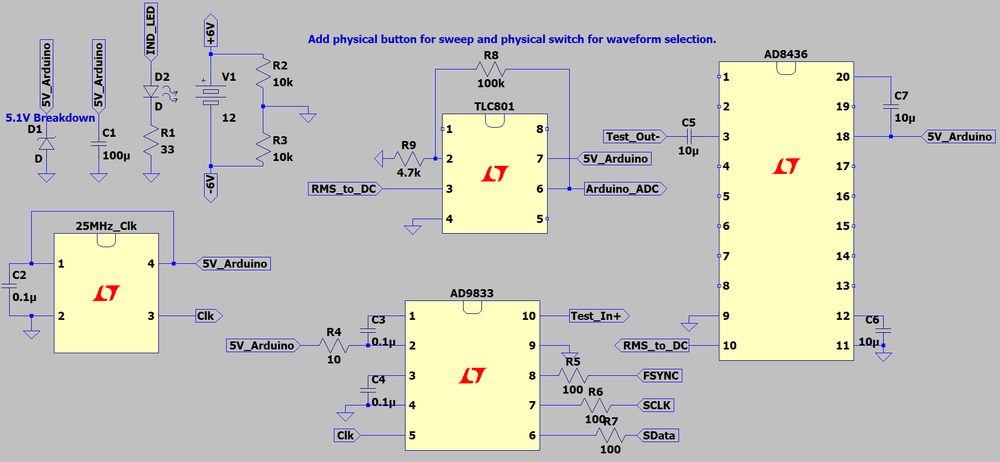 Add physical button for sweep and physical switch for waveform selection.
5V_Arduino
5.1V Breakdown
D1
D
5V_Arduino
C1
100µ
IND_LED
D2
D
R1
33
+6V
V1
12
-6V
R2
10k
R3
10k
R8
100k
TLC801
1
2
3
4
8
7
6
5
R9
4.7k
RMS_to_DC
5V_Arduino
Arduino_ADC
AD8436
1
2
3
4
5
6
7
8
9
10
20
19
18
17
16
15
14
13
12
11
Test_Out-
C5
10µ
C7
10µ
5V_Arduino
C6
10µ
RMS_to_DC
25MHz_Clk
1
2
4
3
C2
0.1µ
5V_Arduino
Clk
AD9833
1
2
3
4
5
10
9
8
7
6
C3
0.1µ
R4
10
5V_Arduino
C4
0.1µ
Clk
Test_In+
R5
100
FSYNC
R6
100
SCLK
R7
100
SData